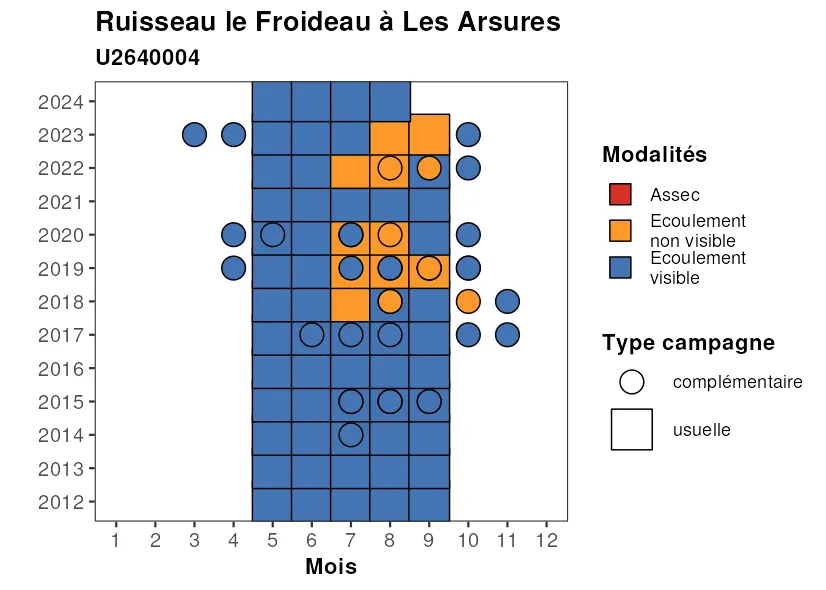 Ruisseau le Froideau à Les Arsures
U2640004
2024
2023
2022
2021
2020
2019
2018
2017
2016
2015
2014
2013
2012
1 2 3 4 5 6 7 8 9 10 11 12
Mois
Modalités
Assec
Ecoulement
non visible
Ecoulement
visible
Type campagne
complémentaire
usuelle